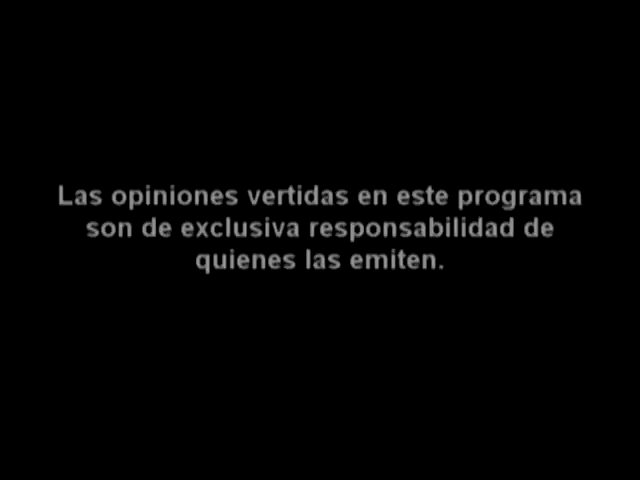 Las opiniones vertidas en este programa
son de exclusiva responsabilidad de
quienes las emiten.